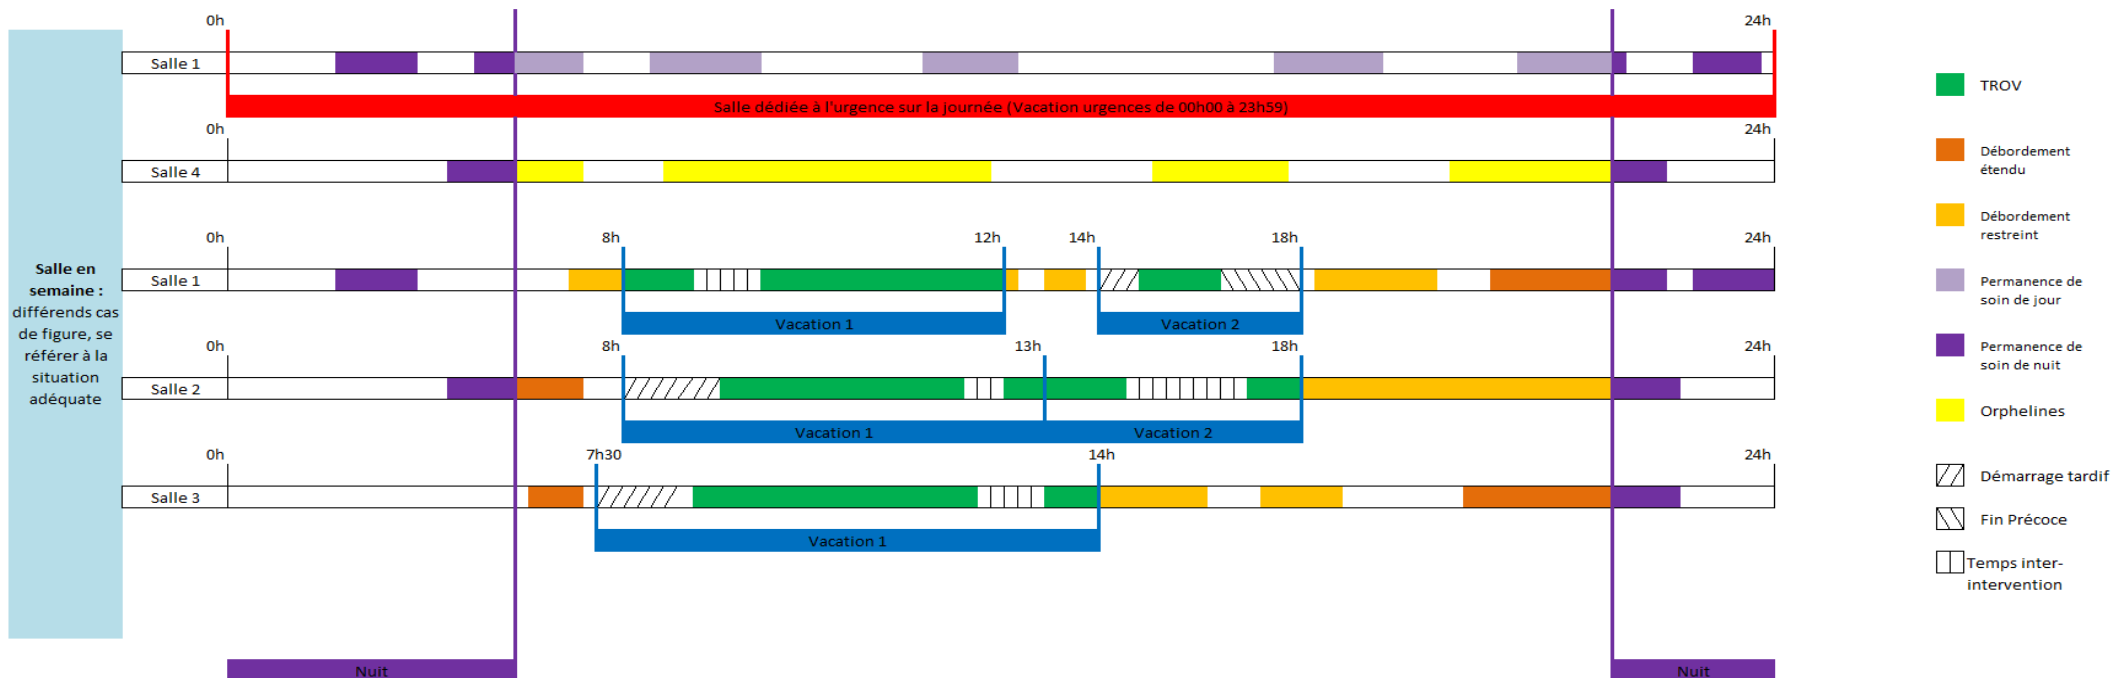 0h
24h
Salle 1
Salle dédiée à l'urgence sur la journée (Vacation urgences de 00h00 à 23h59)
0h
24h
Salle 4
0h
8h
12h
14h
18h
24h
Salle 1
Vacation 1
Vacation 2
0h
8h
13h
18h
24h
Salle 2
Vacation 1
Vacation 2
0h
7h30
14h
24h
Salle 3
Vacation 1
Nuit
Nuit
Salle en
semaine :
différends cas
de figure, se
référer à la
situation
adéquate
TROV
Débordement
étendu
Débordement
restreint
Permanence de
soin de jour
Permanence de
soin de nuit
Orphelines
Démarrage tardif
Fin Précoce
Temps inter-
intervention